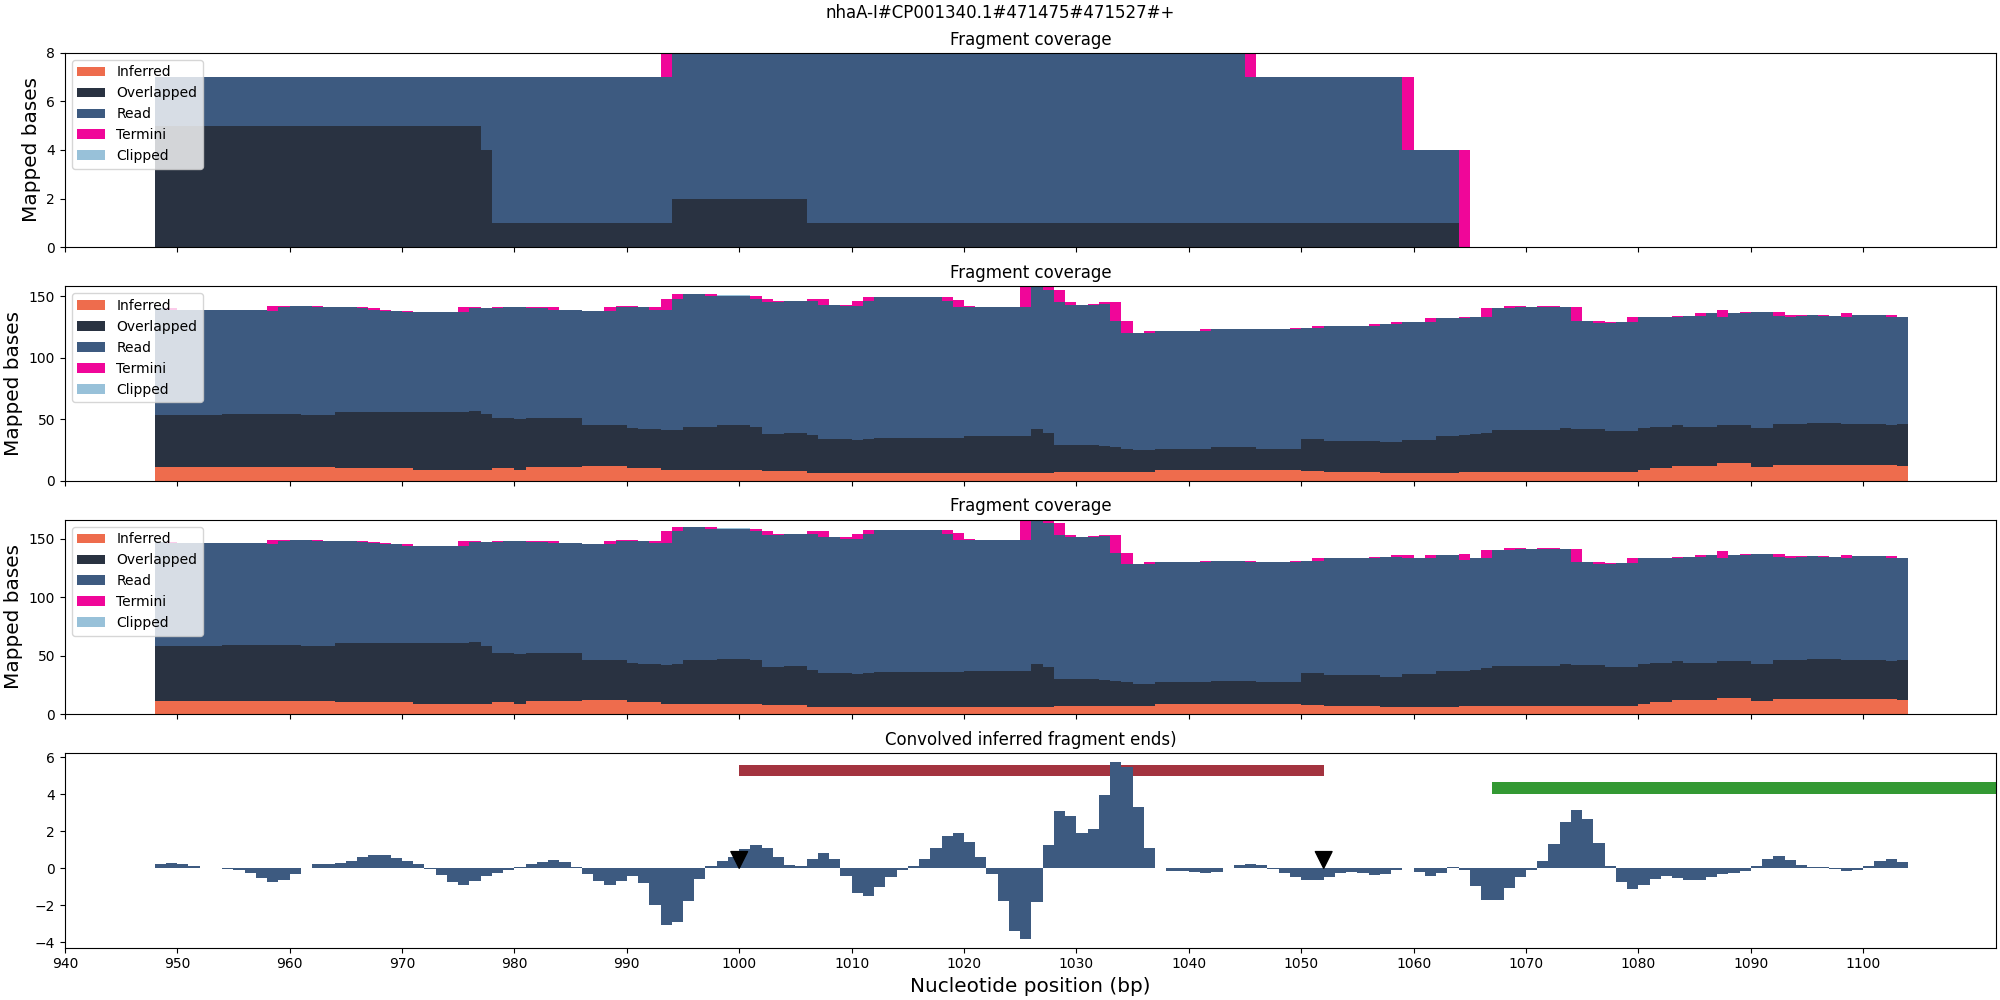 nhaA-I#CP001340.1#471475#471527#+
Fragment coverage
Mapped bases
8
6
4
2
0
Inferred
Overlapped
Read
Termini
Clipped
Fragment coverage
Mapped bases
150
100
50
0
Inferred
Overlapped
Read
Termini
Clipped
Fragment coverage
Mapped bases
150
100
50
0
Inferred
Overlapped
Read
Termini
Clipped
Convolved inferred fragment ends)
6
4
2
0
−2
−4
940 950 960 970 980 990 1000 1010 1020 1030 1040 1050 1060 1070 1080 1090 1100
Nucleotide position (bp)